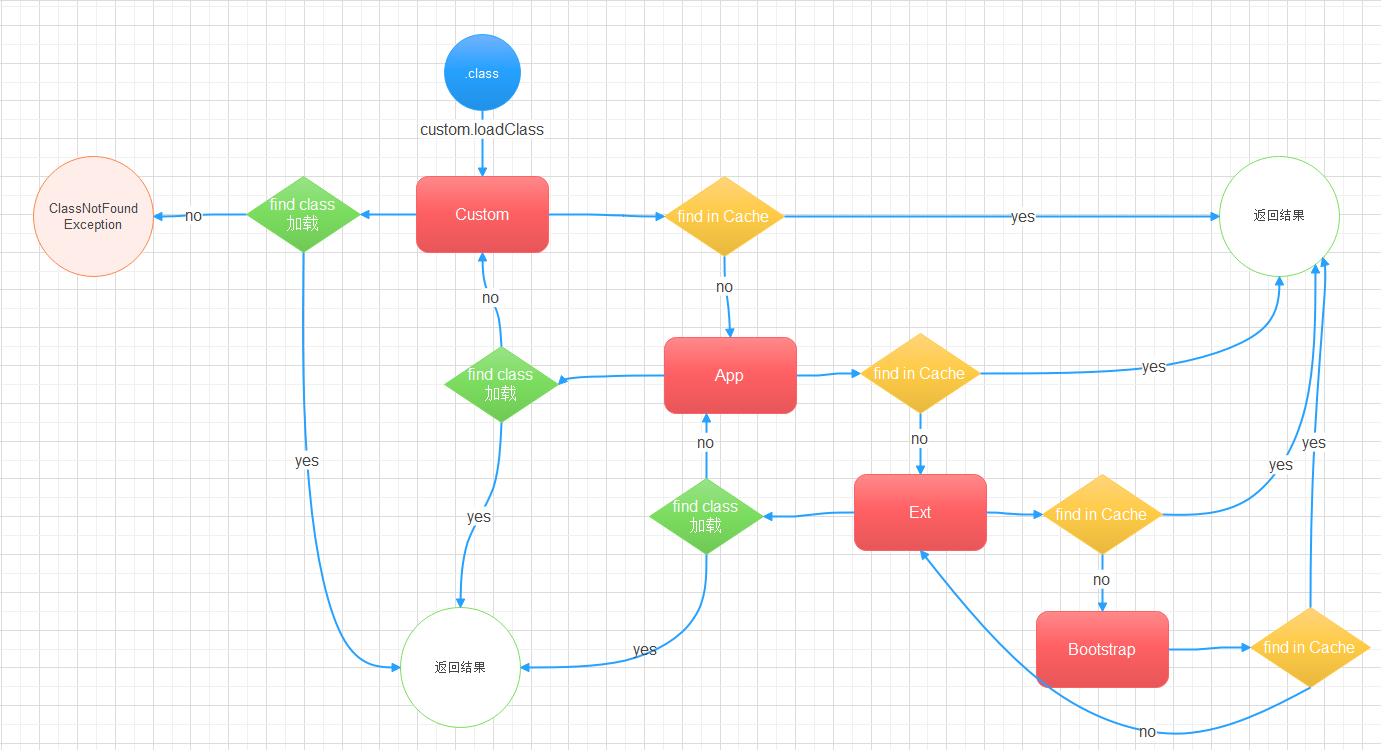 .class
custom.loadClass
ClassNotFound
Exception
no
find class
加载
Custom
find in Cache
yes
返回结果
no
no
find class
加载
App
find in Cache
yes
no
no
yes
find class
加载
Ext
find in Cache
yes
yes
yes
no
yes
返回结果
Bootstrap
find in Cache
no